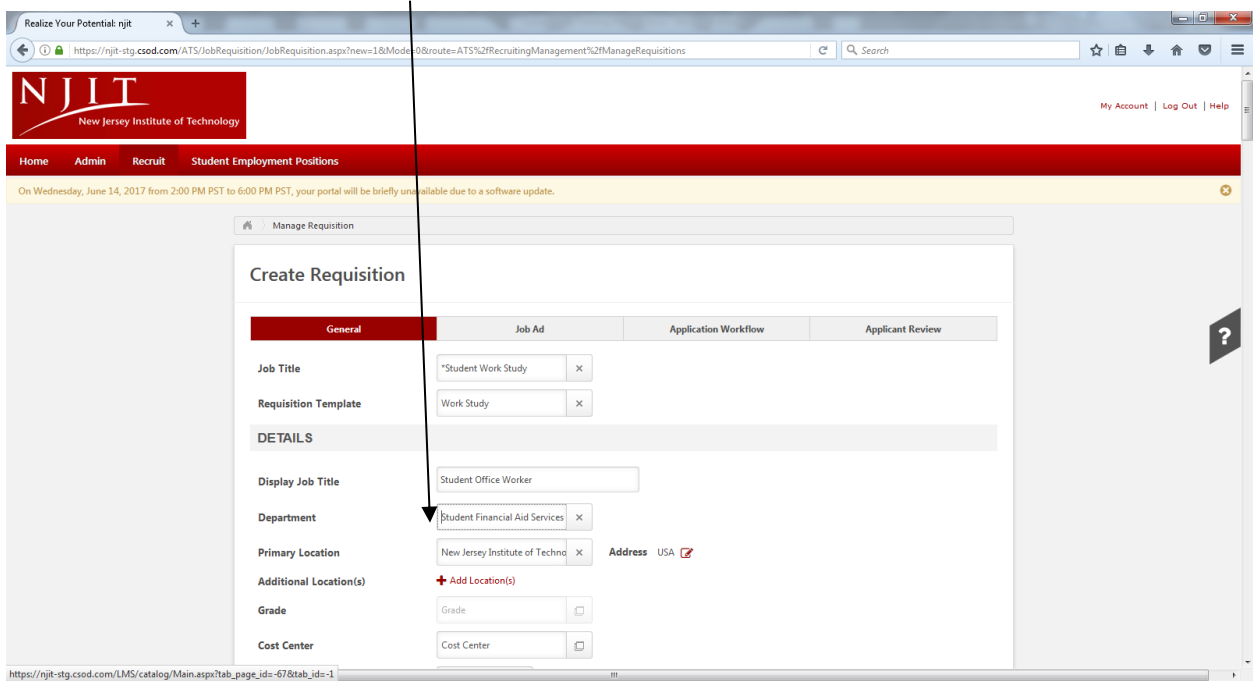 Realize Your Potential: njit × +
https://njit-stg.csod.com/ATS/JobRequisition/JobRequisition.aspx?new=1&Mode=0&route=ATS%2fRecruitingManagement%2fManageRequisitions Search
NJIT
New Jersey Institute of Technology
My Account | Log Out | Help
Home Admin Recruit Student Employment Positions
On Wednesday, June 14, 2017 from 2:00 PM PST to 6:00 PM PST, your portal will be briefly unavailable due to a software update.
Manage Requisition
Create Requisition
General Job Ad Application Workflow Applicant Review
?
Job Title *Student Work Study ×
Requisition Template Work Study ×
DETAILS
Display Job Title Student Office Worker
Department Student Financial Aid Services ×
Primary Location New Jersey Institute of Techno × Address USA
Additional Location(s) + Add Location(s)
Grade Grade
Cost Center Cost Center
https://njit-stg.csod.com/LMS/catalog/Main.aspx?tab_page_id=-67&tab_id=-1